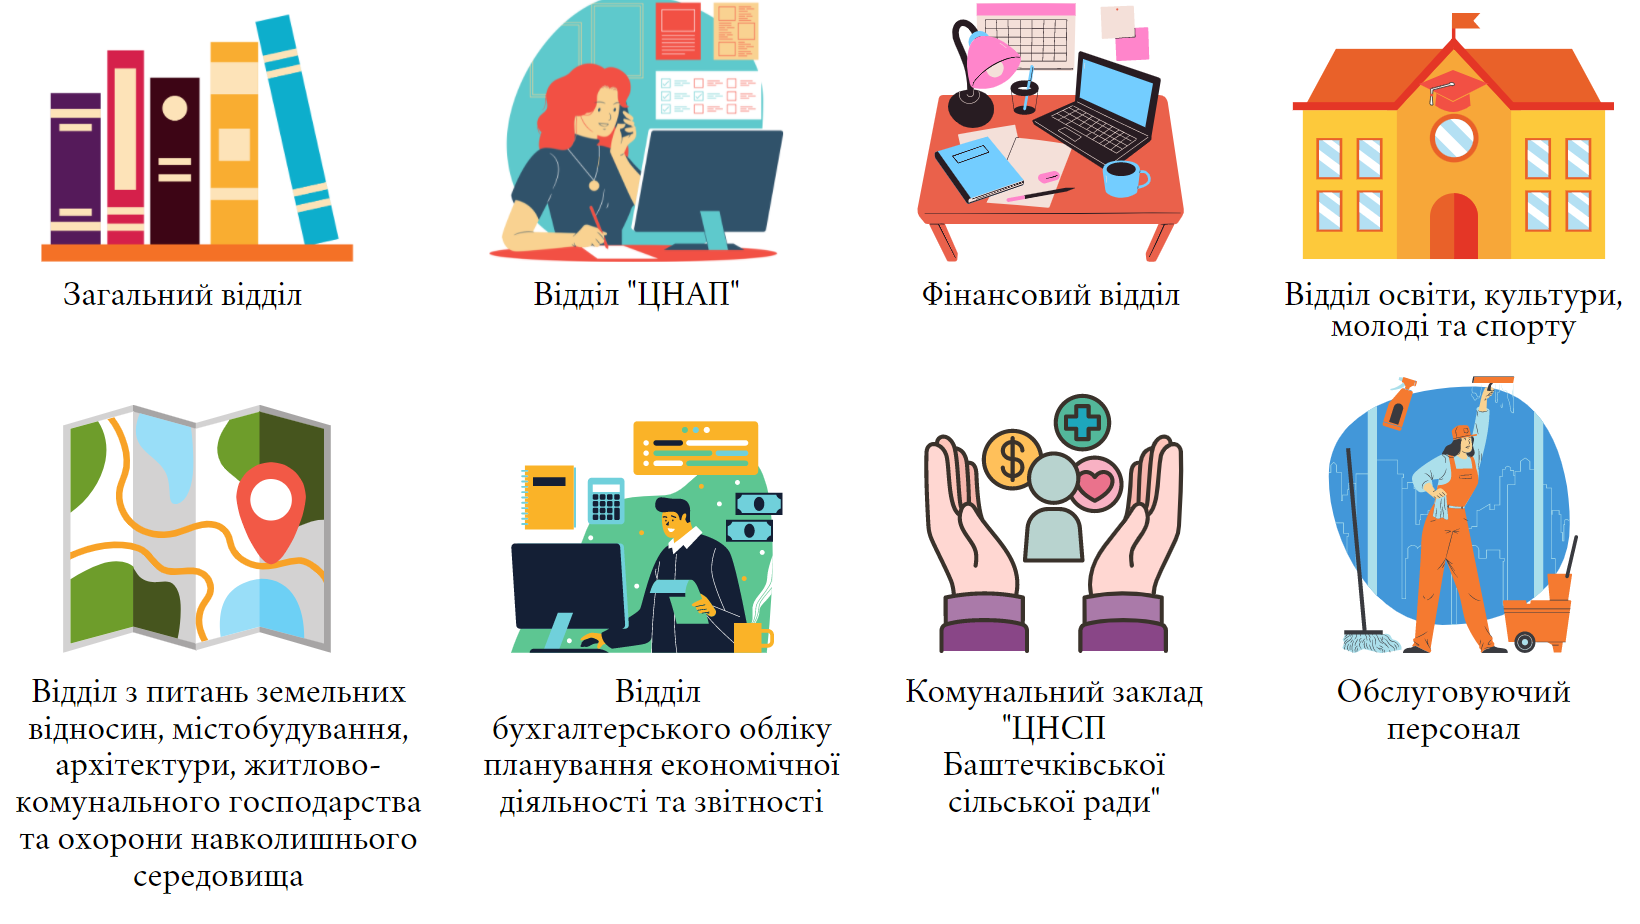 Загальний відділ
Відділ "ЦНАП"
Фінансовий відділ
Відділ освіти, культури,
молоді та спорту
Відділ з питань земельних
відносин, містобудування,
архітектури, житлово-
комунального господарства
та охорони навколишнього
середовища
Відділ
бухгалтерського обліку
планування економічної
діяльності та звітності
Комунальний заклад
"ЦНСП
Баштечківської
сільської ради"
Обслуговуючий
персонал